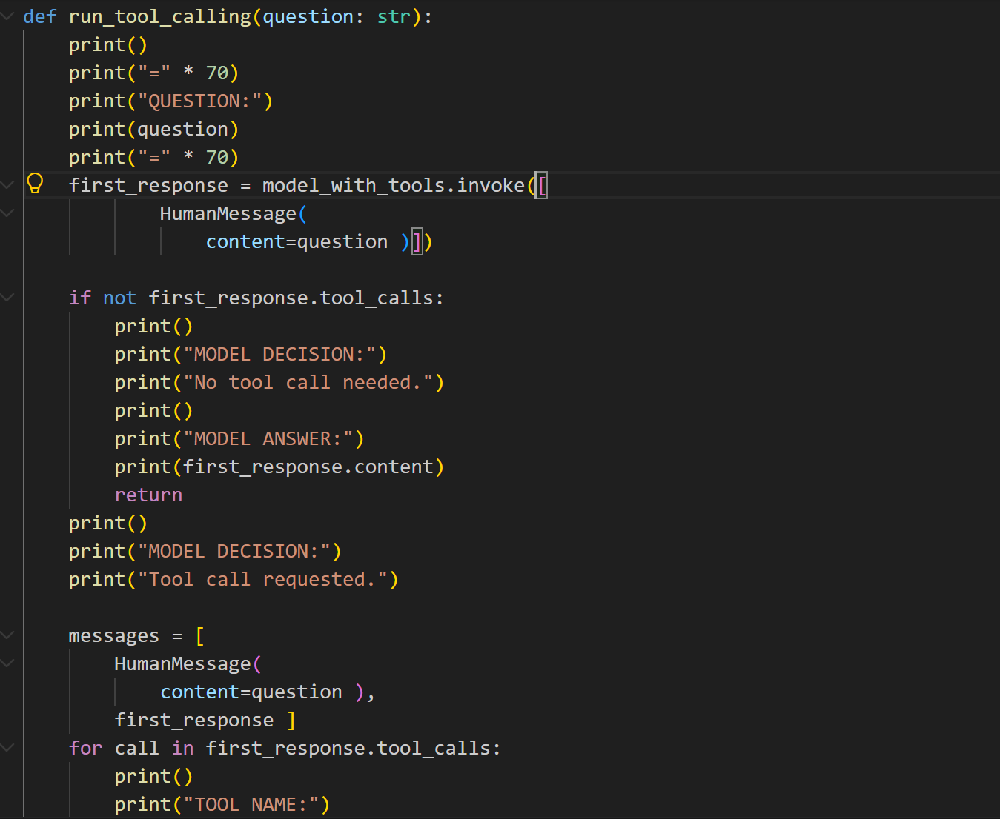 def run_tool_calling(question: str):
    print()
    print("=" * 70)
    print("QUESTION:")
    print(question)
    print("=" * 70)
    first_response = model_with_tools.invoke([
            HumanMessage(
                content=question )])

    if not first_response.tool_calls:
        print()
        print("MODEL DECISION:")
        print("No tool call needed.")
        print()
        print("MODEL ANSWER:")
        print(first_response.content)
        return
    print()
    print("MODEL DECISION:")
    print("Tool call requested.")

    messages = [
        HumanMessage(
            content=question ),
        first_response ]
    for call in first_response.tool_calls:
        print()
        print("TOOL NAME:")